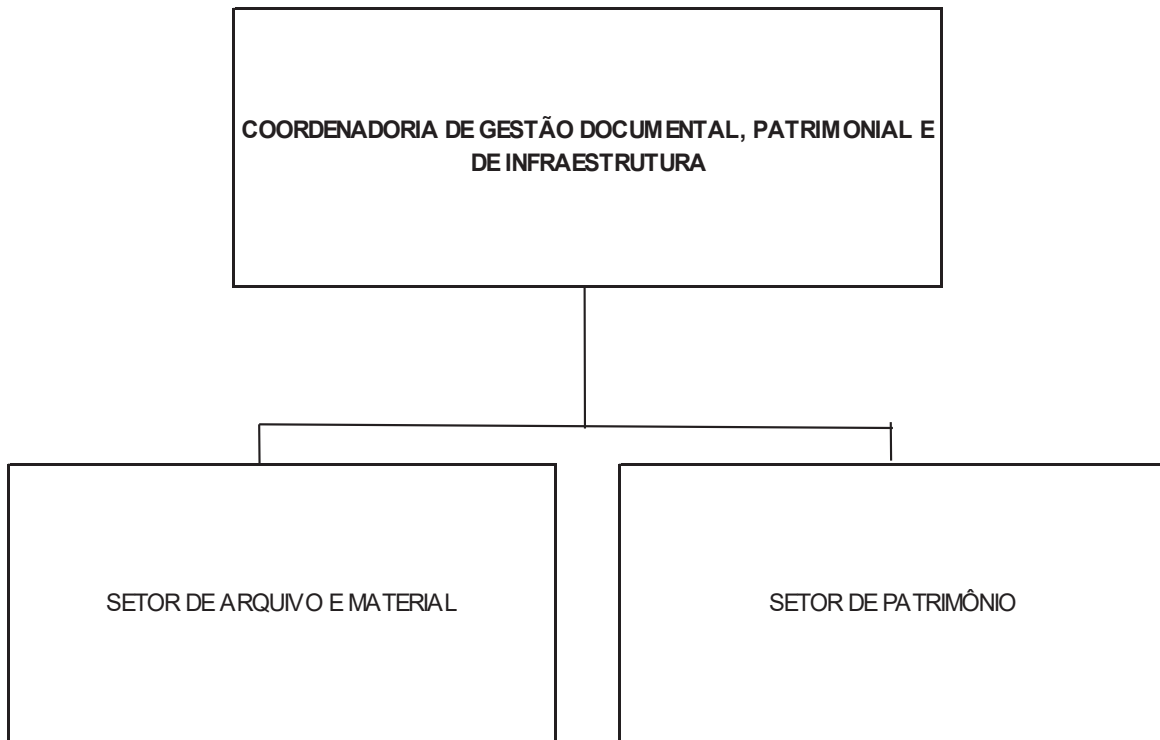 COORDENADORIA DE GESTÃO DOCUMENTAL, PATRIMONIAL E
DE INFRAESTRUTURA
SETOR DE ARQUIVO E MATERIAL
SETOR DE PATRIMÔNIO